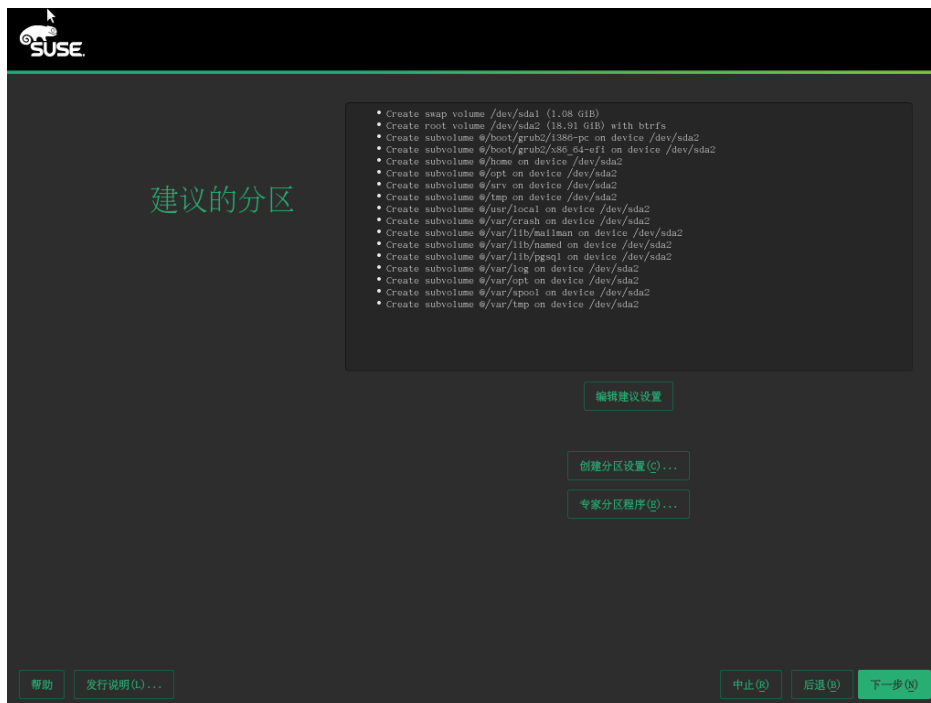 SUSE.
建议的分区
• Create swap volume /dev/sda1 (1.08 GiB)
• Create root volume /dev/sda2 (18.91 GiB) with btrfs
• Create subvolume @/boot/grub2/i386-pc on device /dev/sda2
• Create subvolume @/boot/grub2/x86_64-efi on device /dev/sda2
• Create subvolume @/home on device /dev/sda2
• Create subvolume @/opt on device /dev/sda2
• Create subvolume @/srv on device /dev/sda2
• Create subvolume @/tmp on device /dev/sda2
• Create subvolume @/usr/local on device /dev/sda2
• Create subvolume @/var/crash on device /dev/sda2
• Create subvolume @/var/lib/mailman on device /dev/sda2
• Create subvolume @/var/lib/named on device /dev/sda2
• Create subvolume @/var/lib/pgsql on device /dev/sda2
• Create subvolume @/var/log on device /dev/sda2
• Create subvolume @/var/opt on device /dev/sda2
• Create subvolume @/var/spool on device /dev/sda2
• Create subvolume @/var/tmp on device /dev/sda2
编辑建议设置
创建分区设置(C)...
专家分区程序(E)...
帮助 发行说明(L)... 中止(R) 后退(B) 下一步(N)